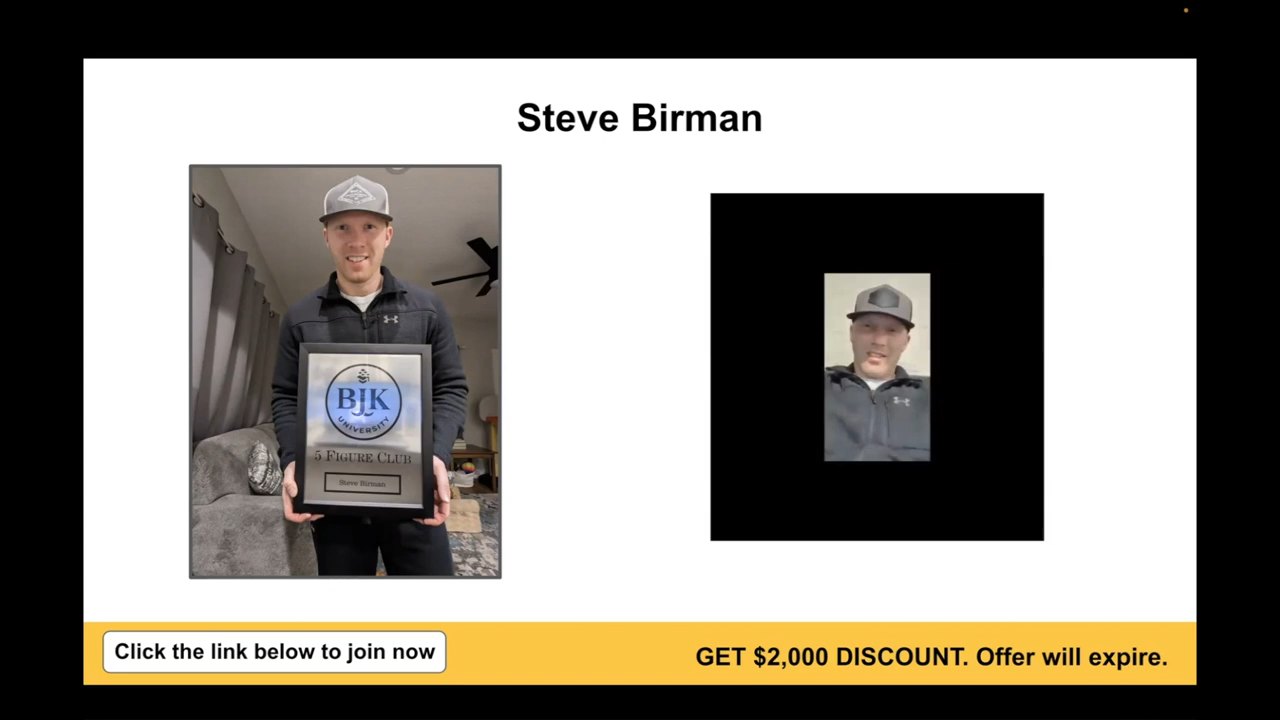 Steve Birman
BJK
UNIVERSITY
5 FIGURE CLUB
Steve Birman
Click the link below to join now
GET $2,000 DISCOUNT. Offer will expire.